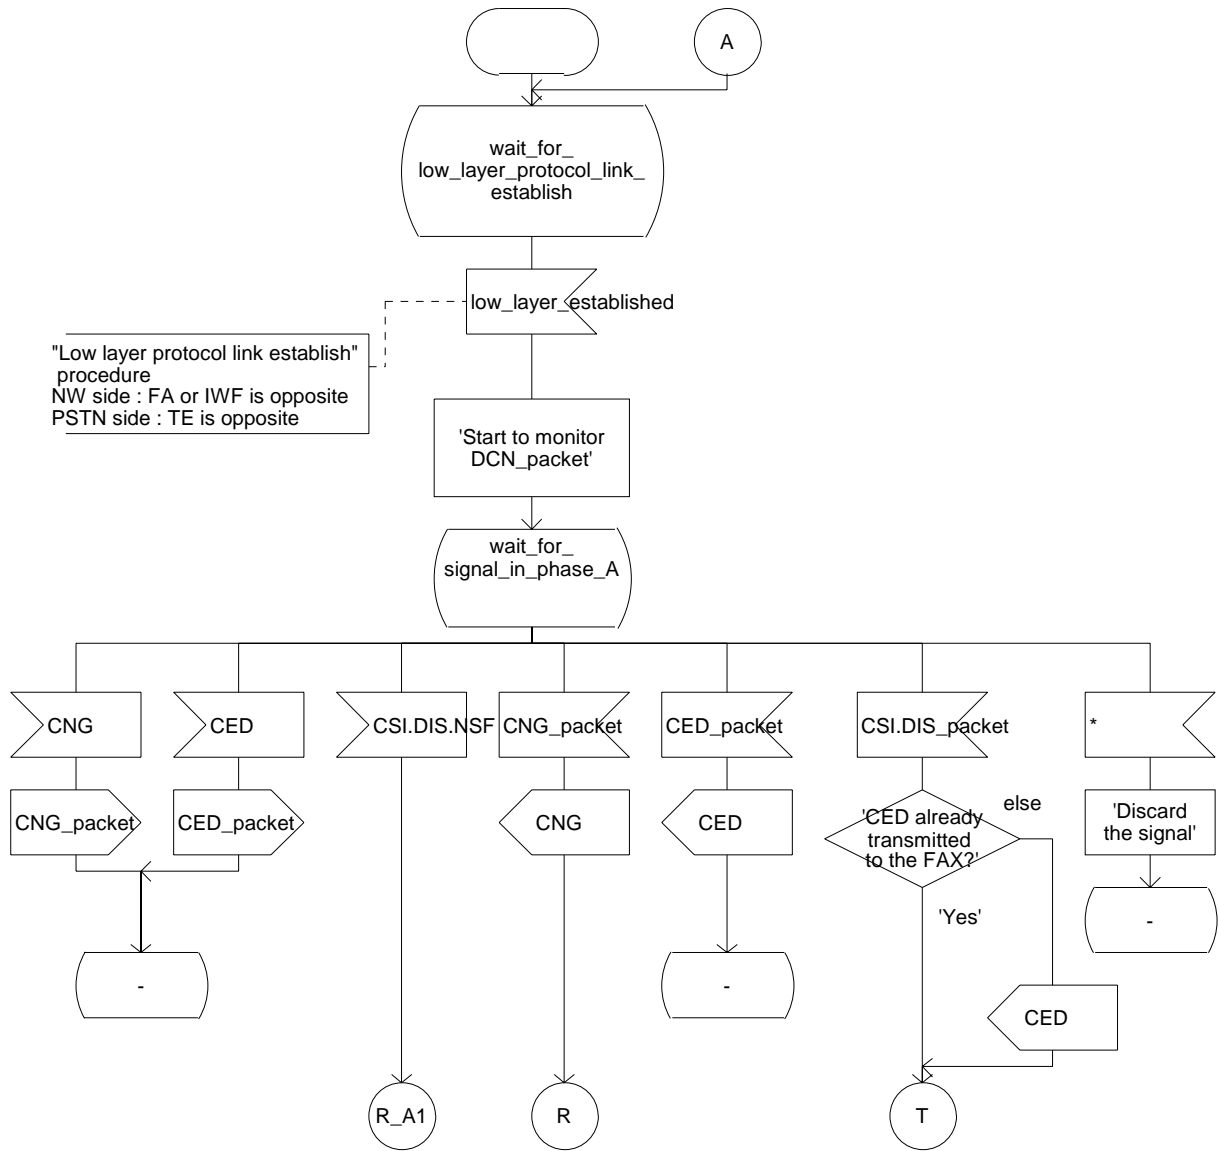 A
wait_for_
low_layer_protocol_link_
establish
low_layer_established
"Low layer protocol link establish"
procedure
NW side : FA or IWF is opposite
PSTN side : TE is opposite
'Start to monitor
DCN_packet'
wait_for_
signal_in_phase_A
CNG
CED
CSI.DIS.NSF
CNG_packet
CED_packet
CSI.DIS_packet
*
CNG_packet
CED_packet
CNG
CED
'CED already
transmitted
to the FAX?'
else
'Discard
the signal'
'Yes'
-
-
-
CED
R_A1
R
T